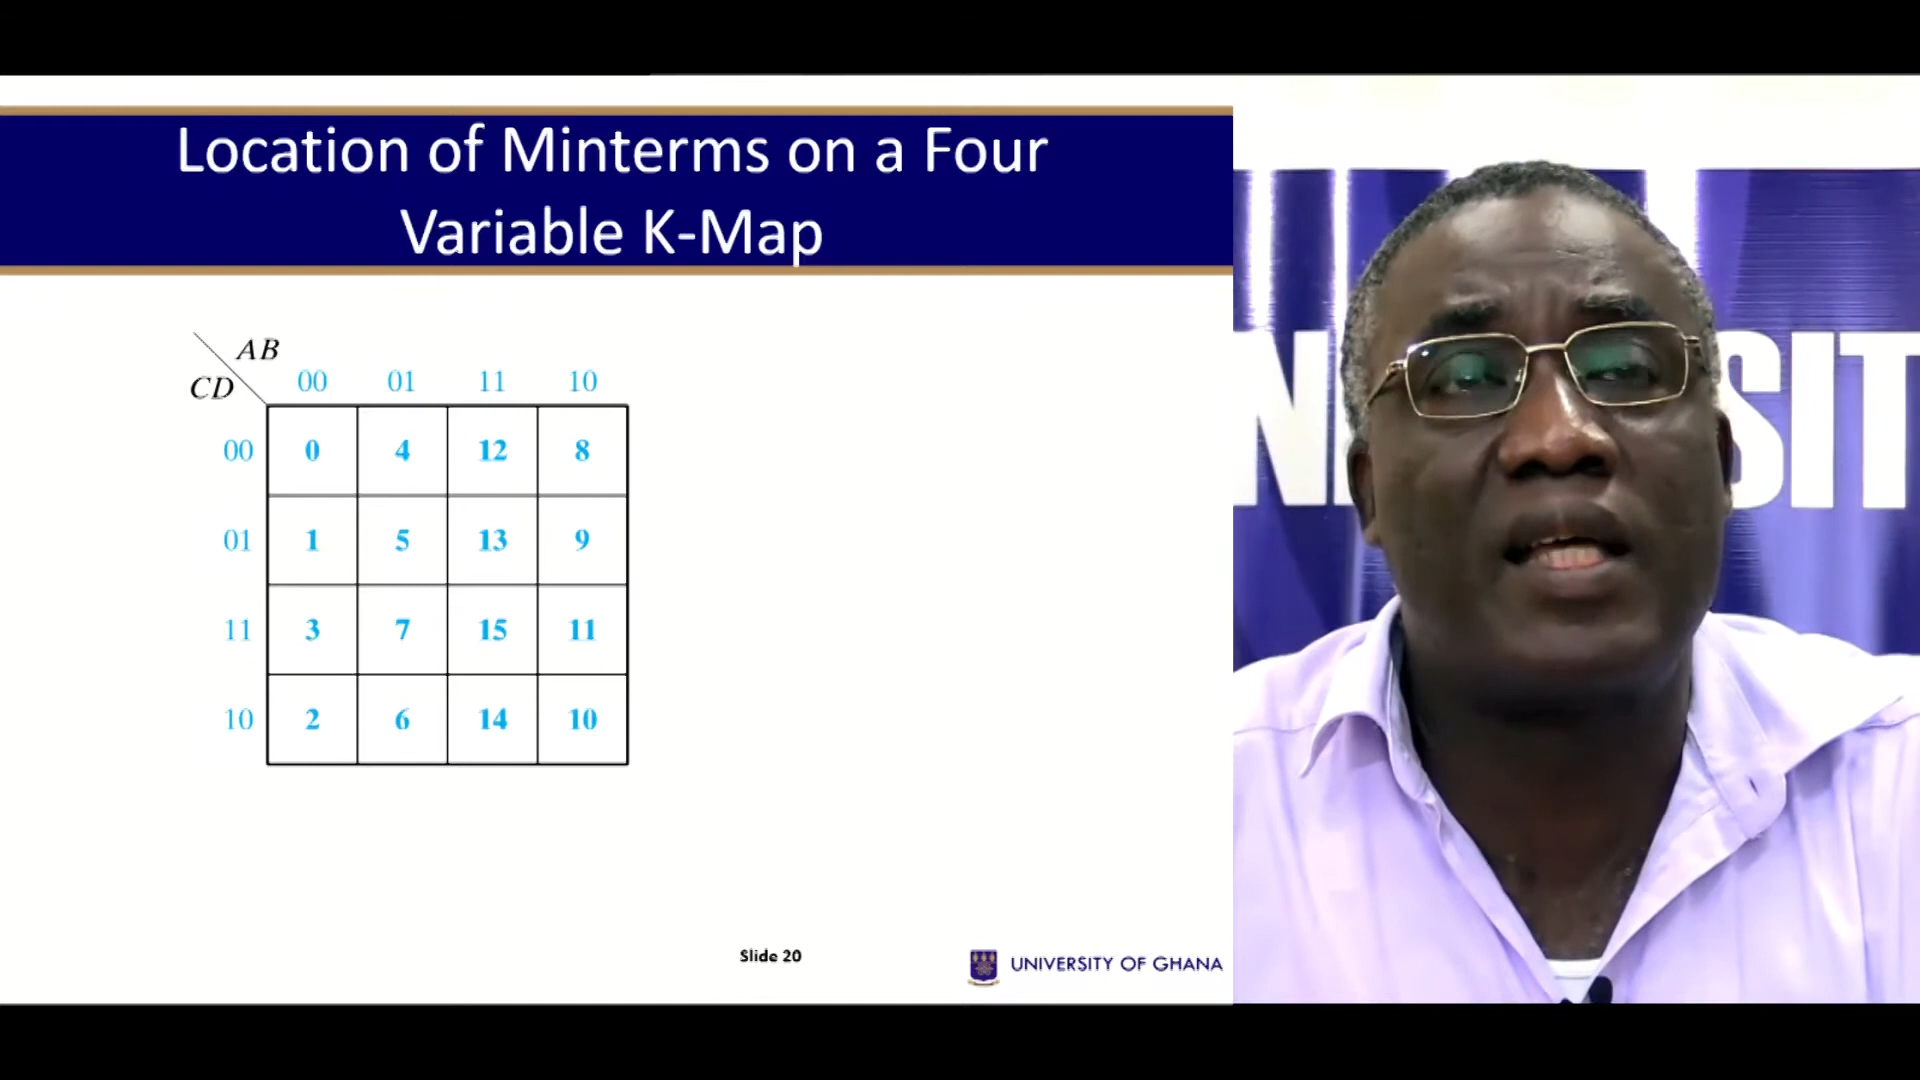 Location of Minterms on a Four
Variable K-Map
AB
CD
00 01 11 10
00 0 4 12 8
01 1 5 13 9
11 3 7 15 11
10 2 6 14 10
Slide 20
UNIVERSITY OF GHANA
NI SIT